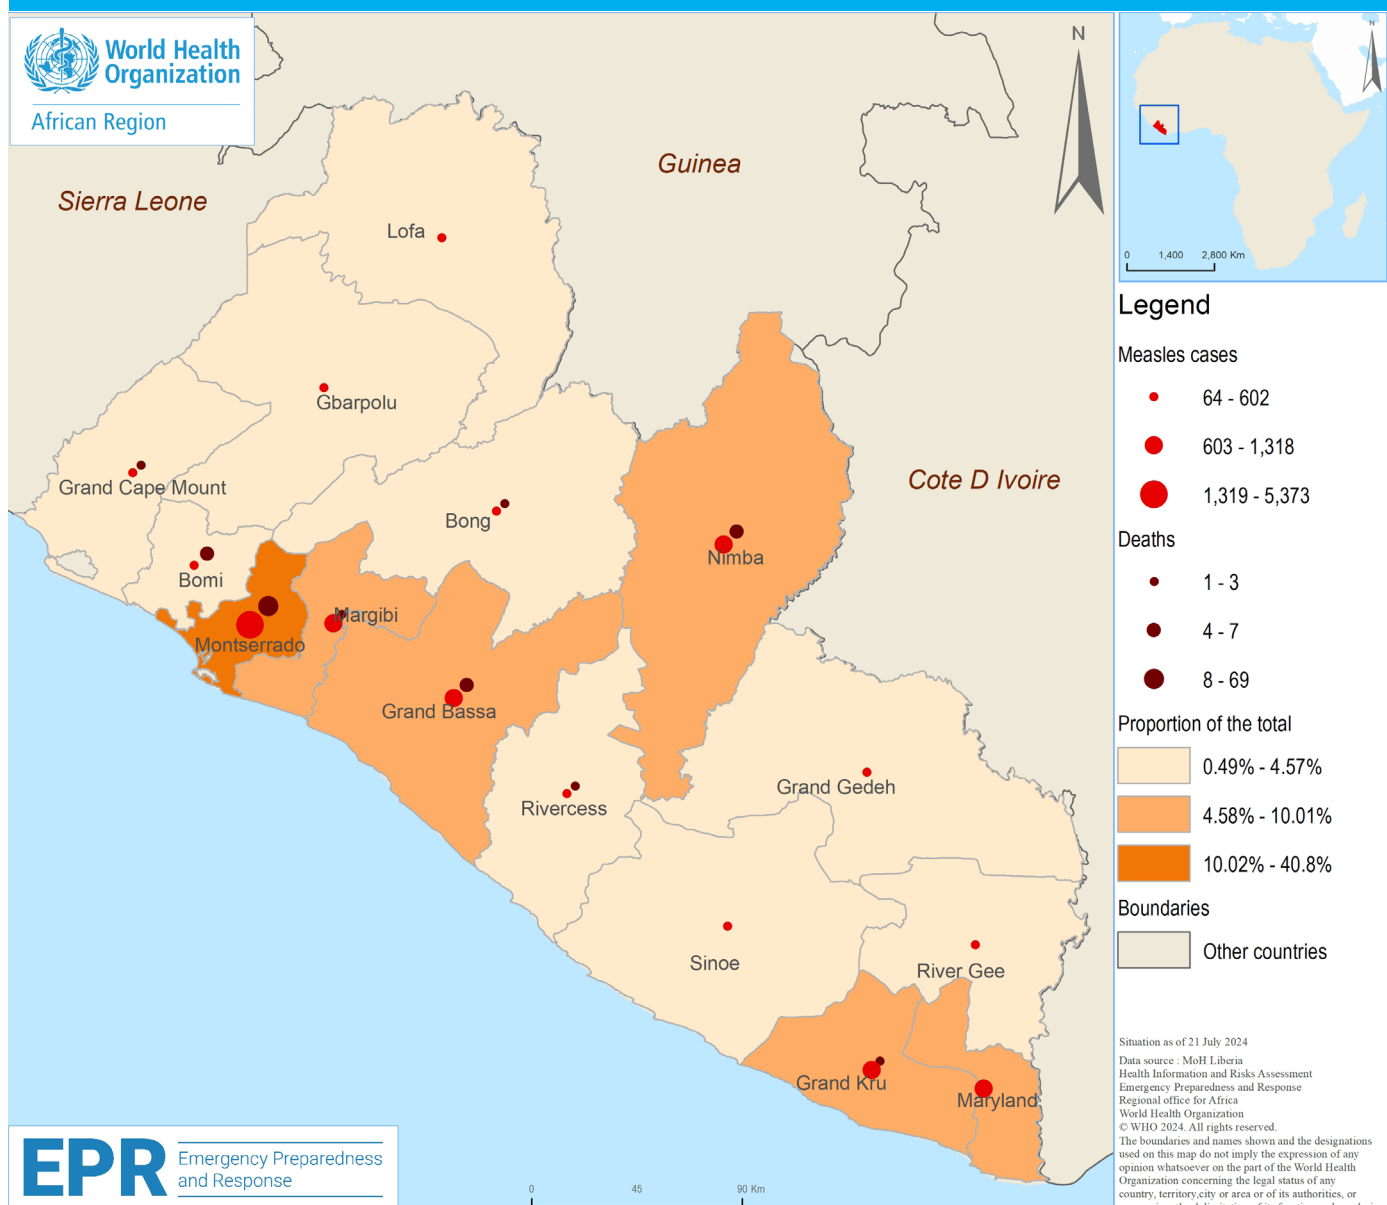 World Health
Organization
African Region
N
N
Guinea
Sierra Leone
Lofa
0 1,400 2,800 Km
Legend
Measles cases
64 - 602
603 - 1,318
1,319 - 5,373
Deaths
1 - 3
4 - 7
8 - 69
Proportion of the total
0.49% - 4.57%
4.58% - 10.01%
10.02% - 40.8%
Boundaries
Other countries
Gbarpolu
Cote D Ivoire
Grand Cape Mount
Bong
Nimba
Bomi
Margibi
Montserrado
Grand Bassa
Grand Gedeh
Rivercess
Sinoe
River Gee
Grand Kru
Maryland
Situation as of 21 July 2024
Data source : MoH Liberia
Health Information and Risks Assessment
Emergency Preparedness and Response
Regional office for Africa
World Health Organization
© WHO 2024. All rights reserved.
The boundaries and names shown and the designations
used on this map do not imply the expression of any
opinion whatsoever on the part of the World Health
Organization concerning the legal status of any
country, territory,city or area or of its authorities, or
EPR
Emergency Preparedness
and Response
0 45 90 Km